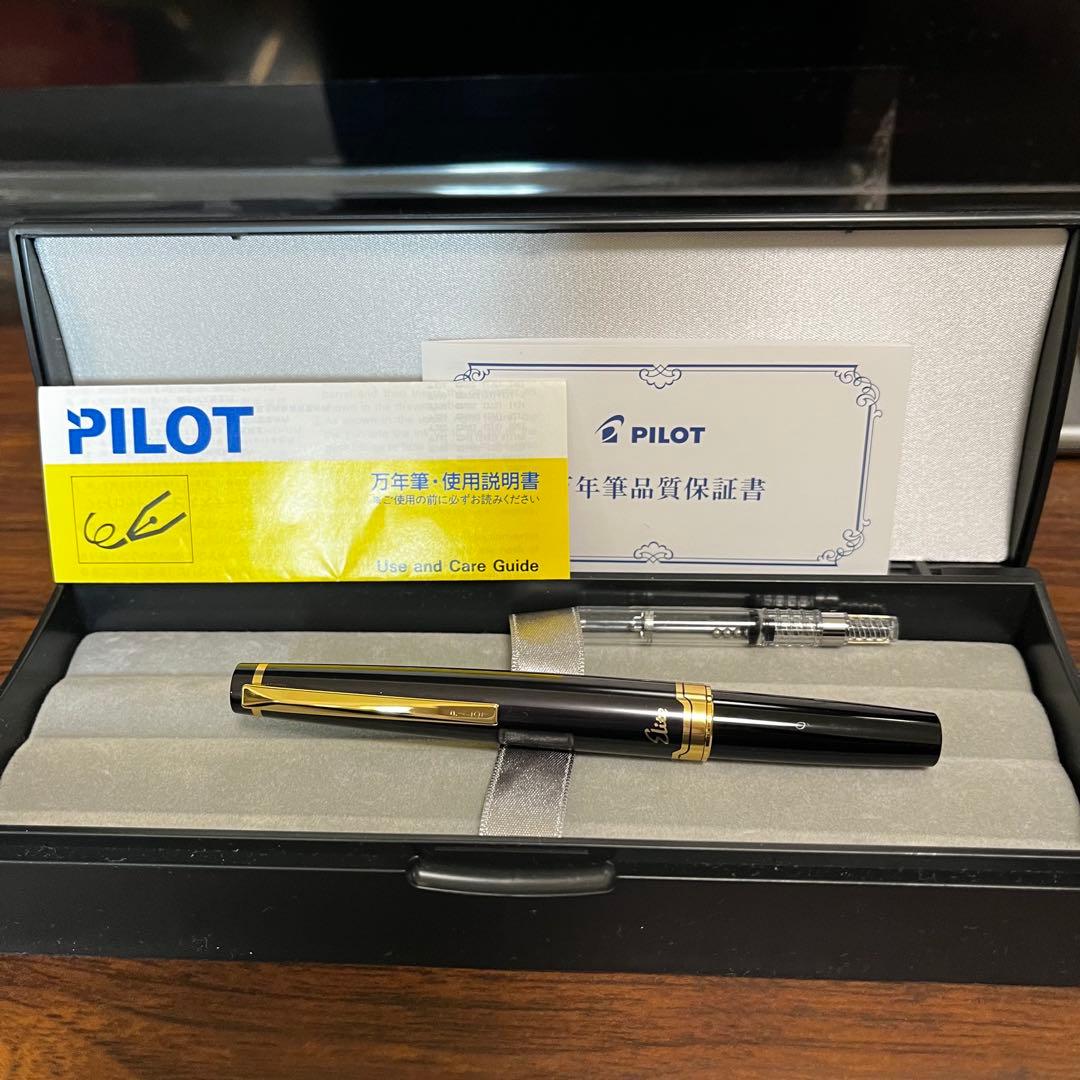 PILOT
万年筆・使用説明書
※ご使用の前に必ずお読みください
Use and Care Guide
PILOT
年筆品質保証書
Elite